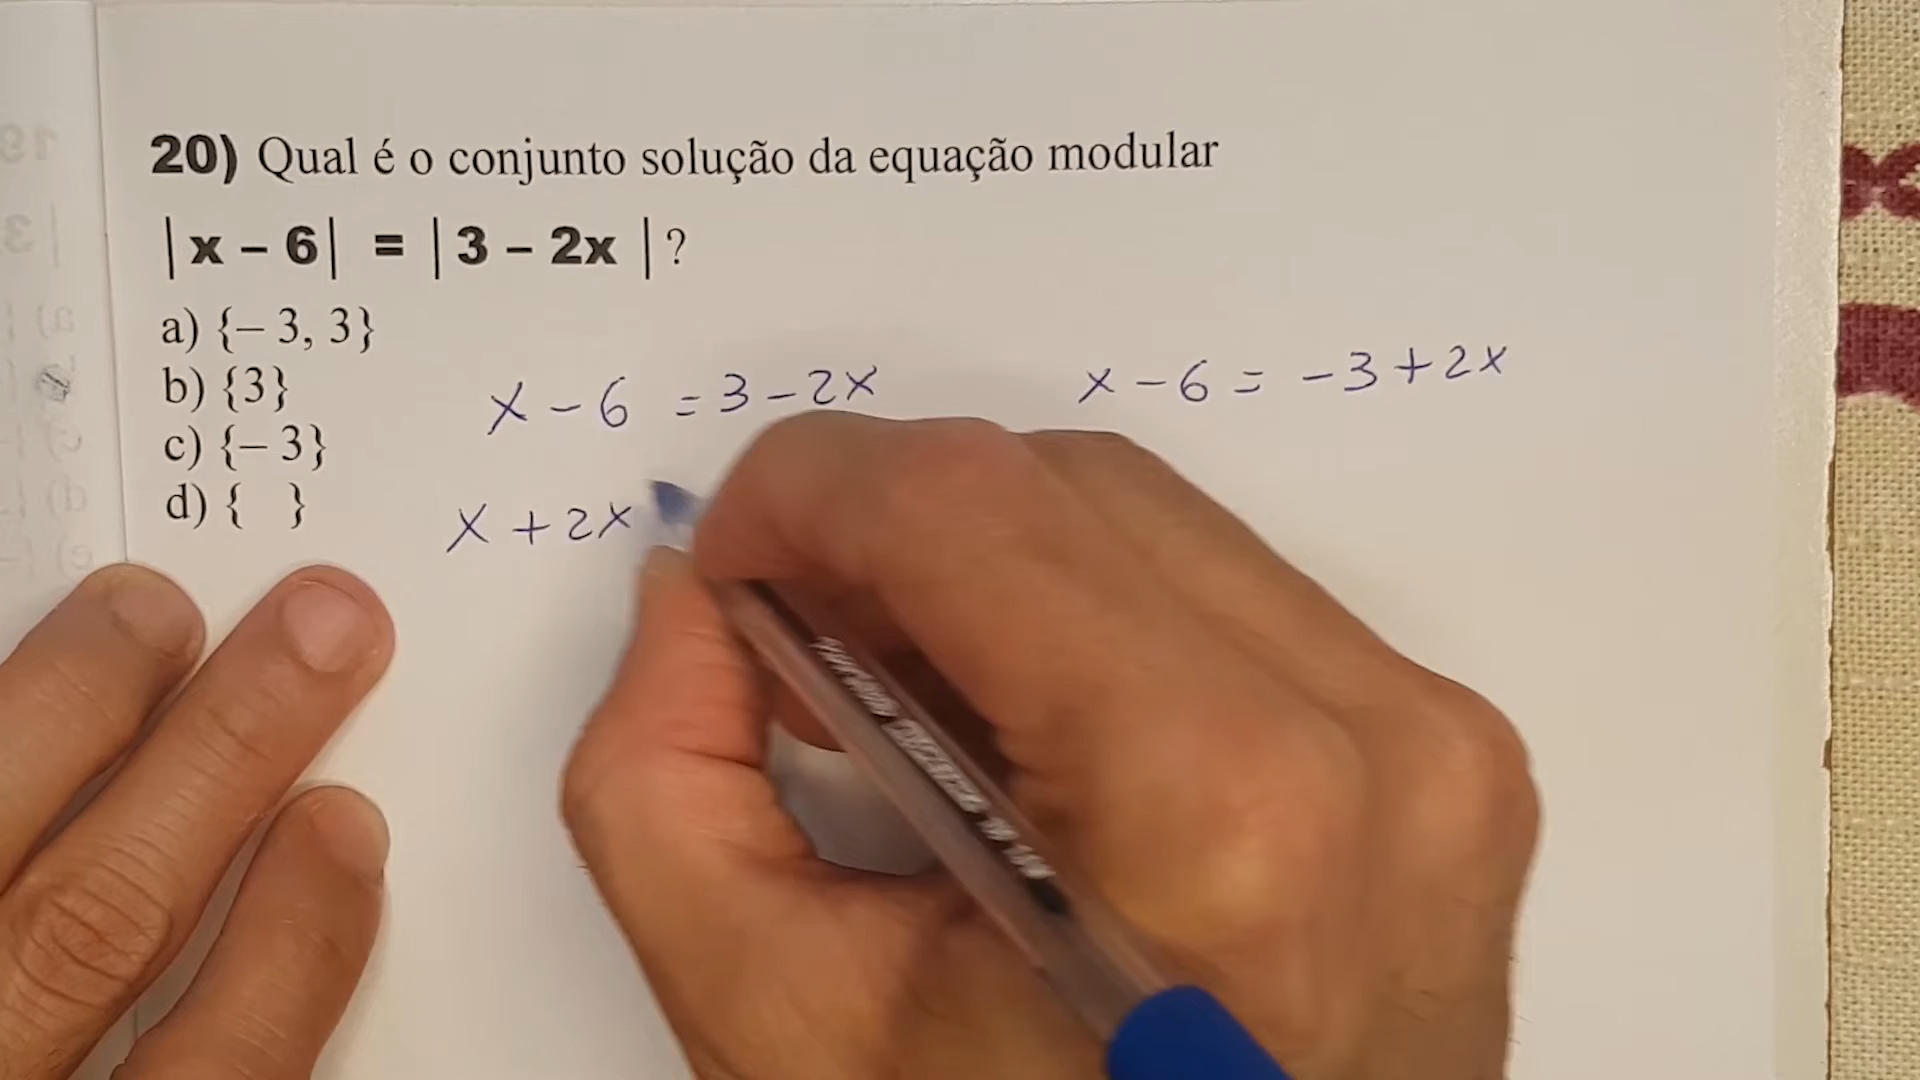 20) Qual é o conjunto solução da equação modular
|x – 6| = |3 – 2x|?
a) {– 3, 3}
b) {3}
c) {– 3}
d) { }
x – 6 = 3 – 2x
x – 6 = – 3 + 2x
x + 2x